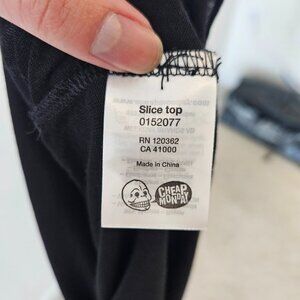 Slice top
0152077
RN 120362
CA 41000
Made in China
CHEAP
MONDAY